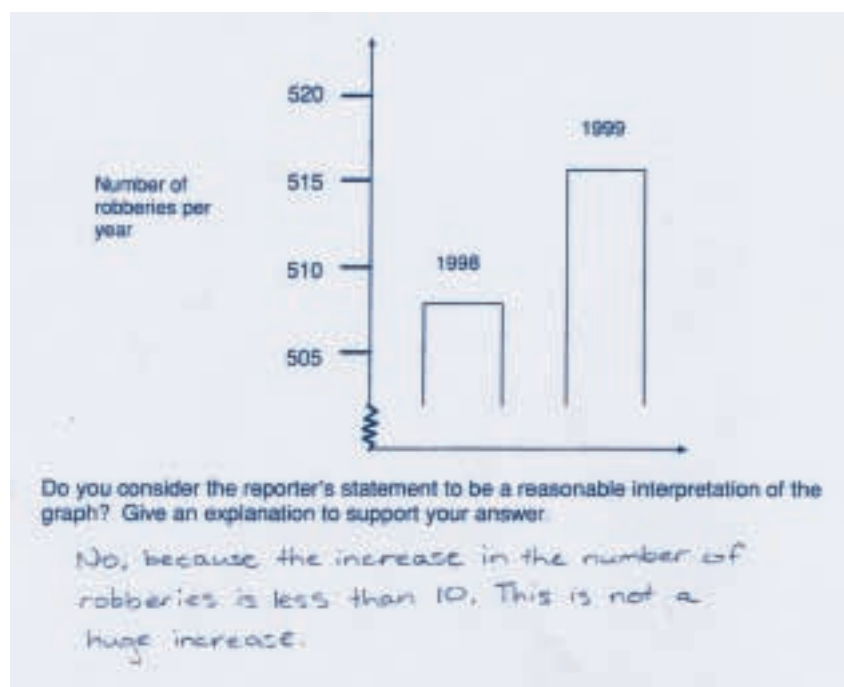 520
1999
Number of
robberies per
year
515
1998
510
505
Do you consider the reporter's statement to be a reasonable interpretation of the
graph? Give an explanation to support your answer.
No, because the increase in the number of
robberies is less than 10. This is not a
huge increase.